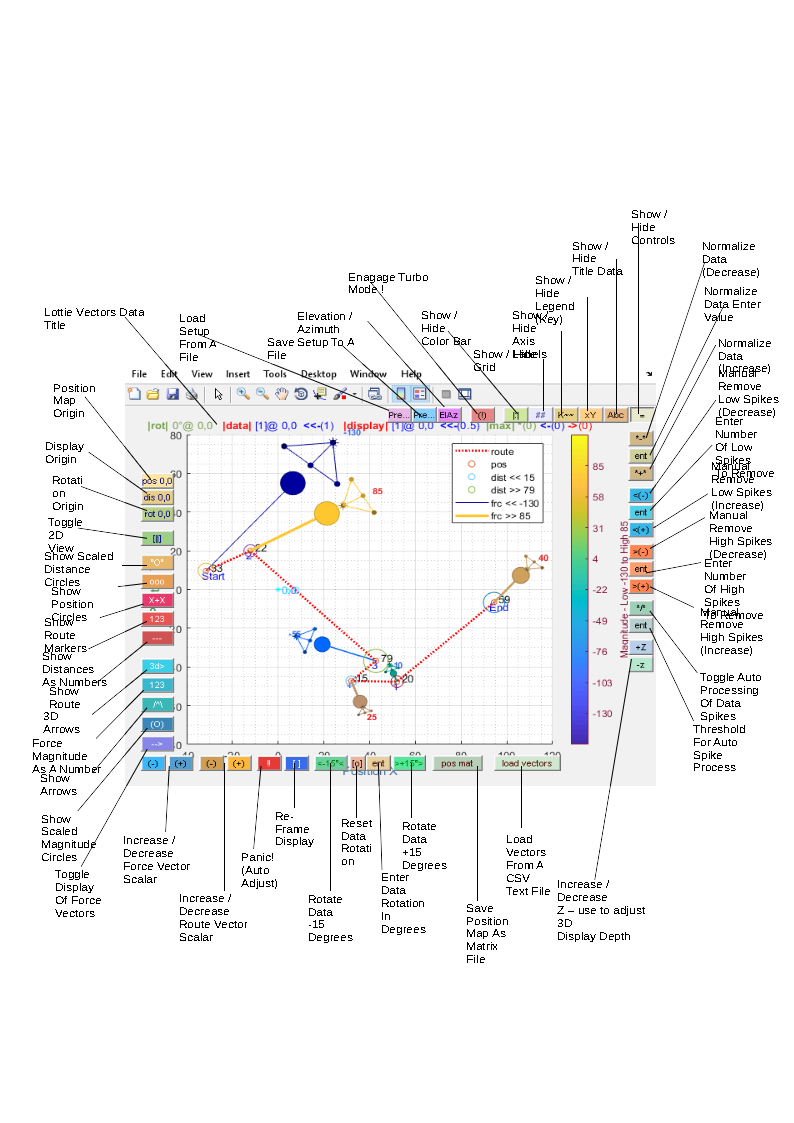 Show /
Hide
Controls
Show /
Hide
Title Data
Normalize
Data
(Decrease)
Enagage Turbo
Mode !
Show /
Hide
Legend
(Key)
Normalize
Data Enter
Value
Lottie Vectors Data
Title
Load
Setup
From A
File
Elevation /
Azimuth
Save
Setup To A
File
Show /
Hide
Color Bar
Show /
Hide
Axis
Labels
Show / Hide
Grid
Normalize
Data
(Increase)
Manual
Remove
Low Spikes
(Decrease)
File Edit View Insert Tools Desktop Window Help
Position
Map
Origin
Pre... Pre... ElAz (!) [:] ## K~~ xY Abc =
|rot| 0°@ 0,0 |data| [1]@ 0,0 <<-(1) |display| [1]@ 0,0 <<-(0.5) |max| *(0) <-(0) ->(0)
Enter
Number
Of Low
Spikes
To Remove
Display
Origin
Rotati
on
Origin
Toggle
2D
View
Show Scaled
Distance
Circles
Show
Position
Circles
Show
Route
Markers
Show
Distances
As Numbers
Show
Route
3D
Arrows
Force
Magnitude
As A Number
Show
Arrows
Show
Scaled
Magnitude
Circles
Toggle
Display
Of Force
Vectors
pos 0,0
dis 0,0
rot 0,0
[||]
°O°
ooo
X+X
123
---
3d>
123
/^\
(O)
-->
80
60
20
-130
85
33
Start
22
2
0,0
-55
79
3
10
15
20
25
40
59
End
route
pos
dist << 15
dist >> 79
frc << -130
frc >> 85
85
58
31
4
-22
-49
-76
-103
-130
Magnitude - Low -130 to High 85
*-*
ent
*+*
<(-)
ent
<(+)
>(-)
ent
>(+)
*/*
ent
+Z
-z
Manual
Remove
Low Spikes
(Increase)
Manual
Remove
High Spikes
(Decrease)
Enter
Number
Of High
Spikes
To Remove
Manual
Remove
High Spikes
(Increase)
Toggle Auto
Processing
Of Data
Spikes
Threshold
For Auto
Spike
Process
20 60 80 100 120
Position X
(-) (+) (-) (+) !! [ ] <-15°< [o] ent >+15°> pos mat load vectors
Increase /
Decrease
Force Vector
Scalar
Increase /
Decrease
Route Vector
Scalar
Panic!
(Auto
Adjust)
Re-
Frame
Display
Rotate
Data
-15
Degrees
Reset
Data
Rotati
on
Enter
Data
Rotation
In
Degrees
Rotate
Data
+15
Degrees
Save
Position
Map As
Matrix
File
Load
Vectors
From A
CSV
Text File
Increase /
Decrease
Z – use to adjust
3D
Display Depth